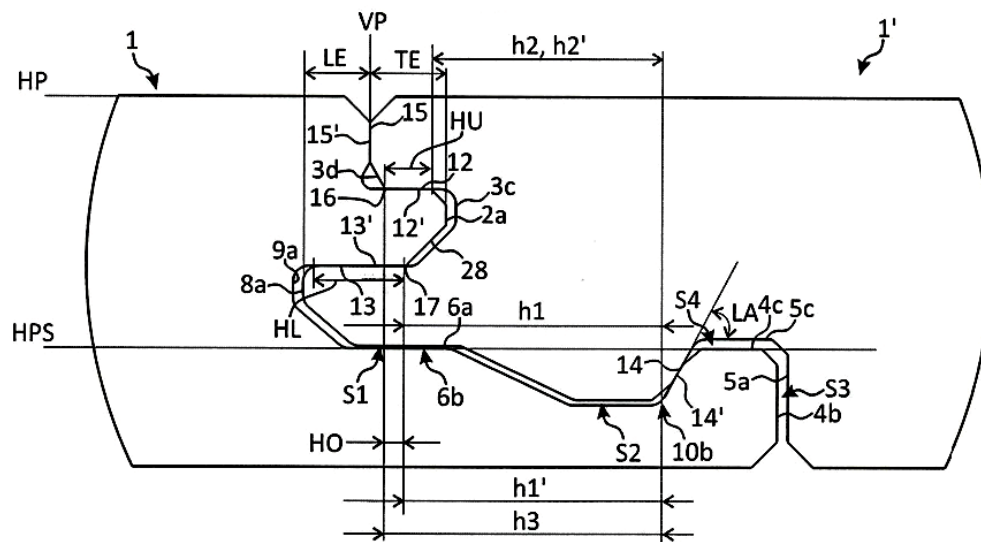 VP
1 LE TE h2, h2' 1'
HP
15
15' HU
3d 12 3c
16 12' 2a
13'
9a 28
8a
13 17 6a h1 S4 LA 4c 5c
HL
HPS
14 5a S3
S1 6b 14' 4b
HO S2 10b
h1'
h3